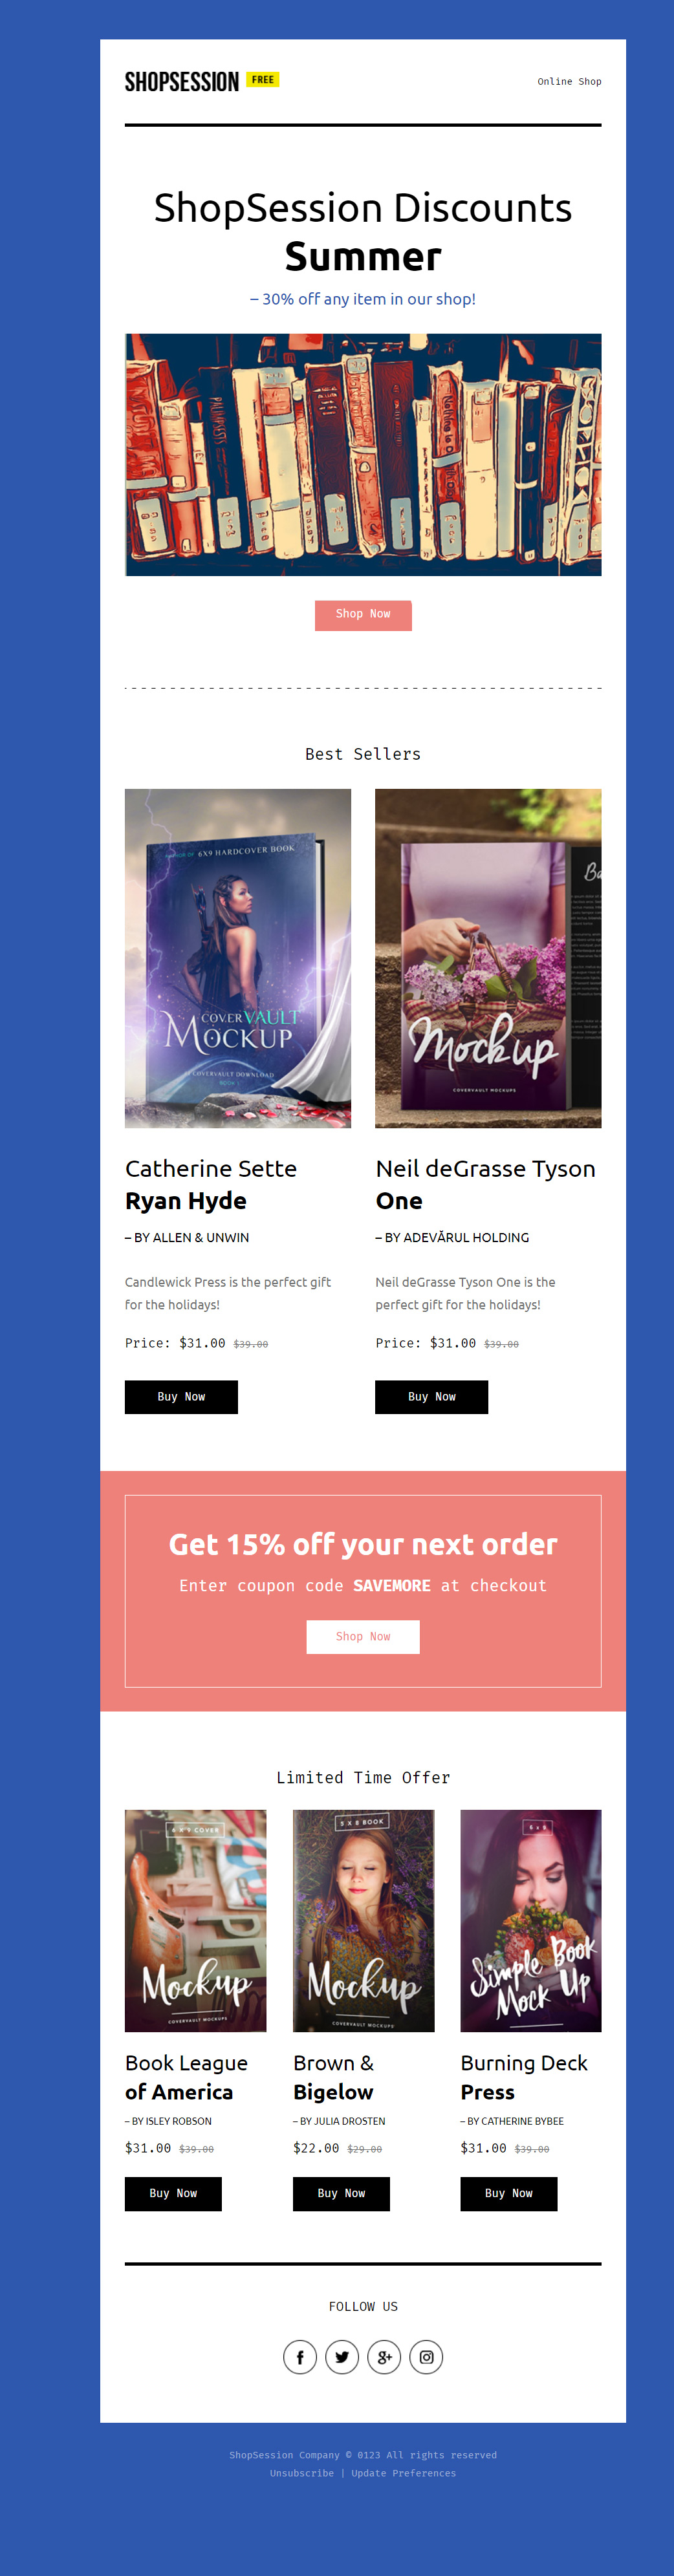 SHOPSESSION FREE
Online Shop
ShopSession Discounts
Summer
– 30% off any item in our shop!
Shop Now
Best Sellers
6X9 HARDCOVER BOOK
COVERVAULT
MOCKUP
COVERVAULT DOWNLOAD
Ba
Mockup
COVERVAULT MOCKUPS
Catherine Sette
Ryan Hyde
– BY ALLEN & UNWIN
Candlewick Press is the perfect gift
for the holidays!
Price: $31.00 $39.00
Buy Now
Neil deGrasse Tyson
One
– BY ADEVĂRUL HOLDING
Neil deGrasse Tyson One is the
perfect gift for the holidays!
Price: $31.00 $39.00
Buy Now
Get 15% off your next order
Enter coupon code SAVEMORE at checkout
Shop Now
Limited Time Offer
6 X 9 COVER
Mockup
COVERVAULT MOCKUPS
5 X 8 BOOK
Mockup
COVERVAULT MOCKUPS
6 x 9
Simple Book
Mock Up
Book League
of America
– BY ISLEY ROBSON
$31.00 $39.00
Buy Now
Brown &
Bigelow
– BY JULIA DROSTEN
$22.00 $29.00
Buy Now
Burning Deck
Press
– BY CATHERINE BYBEE
$31.00 $39.00
Buy Now
FOLLOW US
ShopSession Company © 0123 All rights reserved
Unsubscribe | Update Preferences